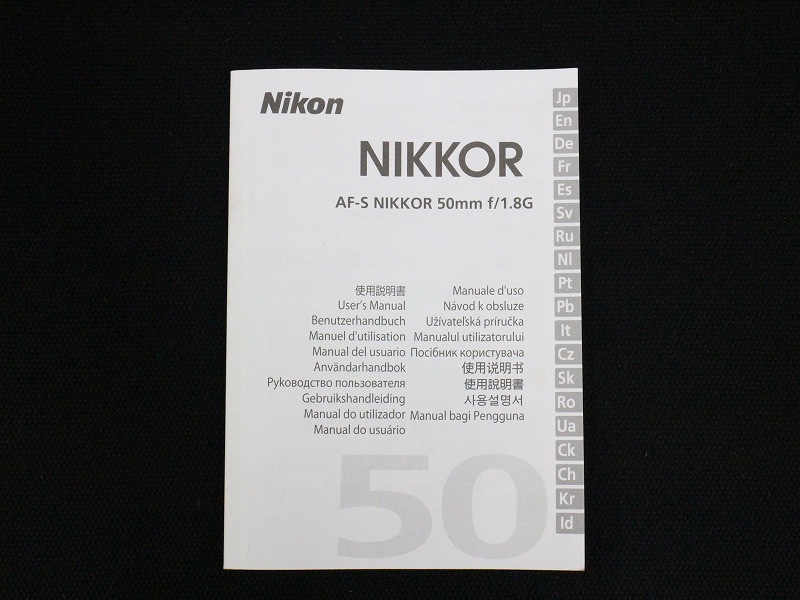 Nikon
NIKKOR
AF-S NIKKOR 50mm f/1.8G
使用説明書
User's Manual
Benutzerhandbuch
Manuel d'utilisation
Manual del usuario
Användarhandbok
Руководство пользователя
Gebruikshandleiding
Manual do utilizador
Manual do usuário
Manuale d'uso
Návod k obsluze
Užívateľská príručka
Manualul utilizatorului
Посібник користувача
使用说明书
使用說明書
사용설명서
Manual bagi Pengguna
50
Jp
En
De
Fr
Es
Sv
Ru
Nl
Pt
Pb
It
Cz
Sk
Ro
Ua
Ck
Ch
Kr
Id